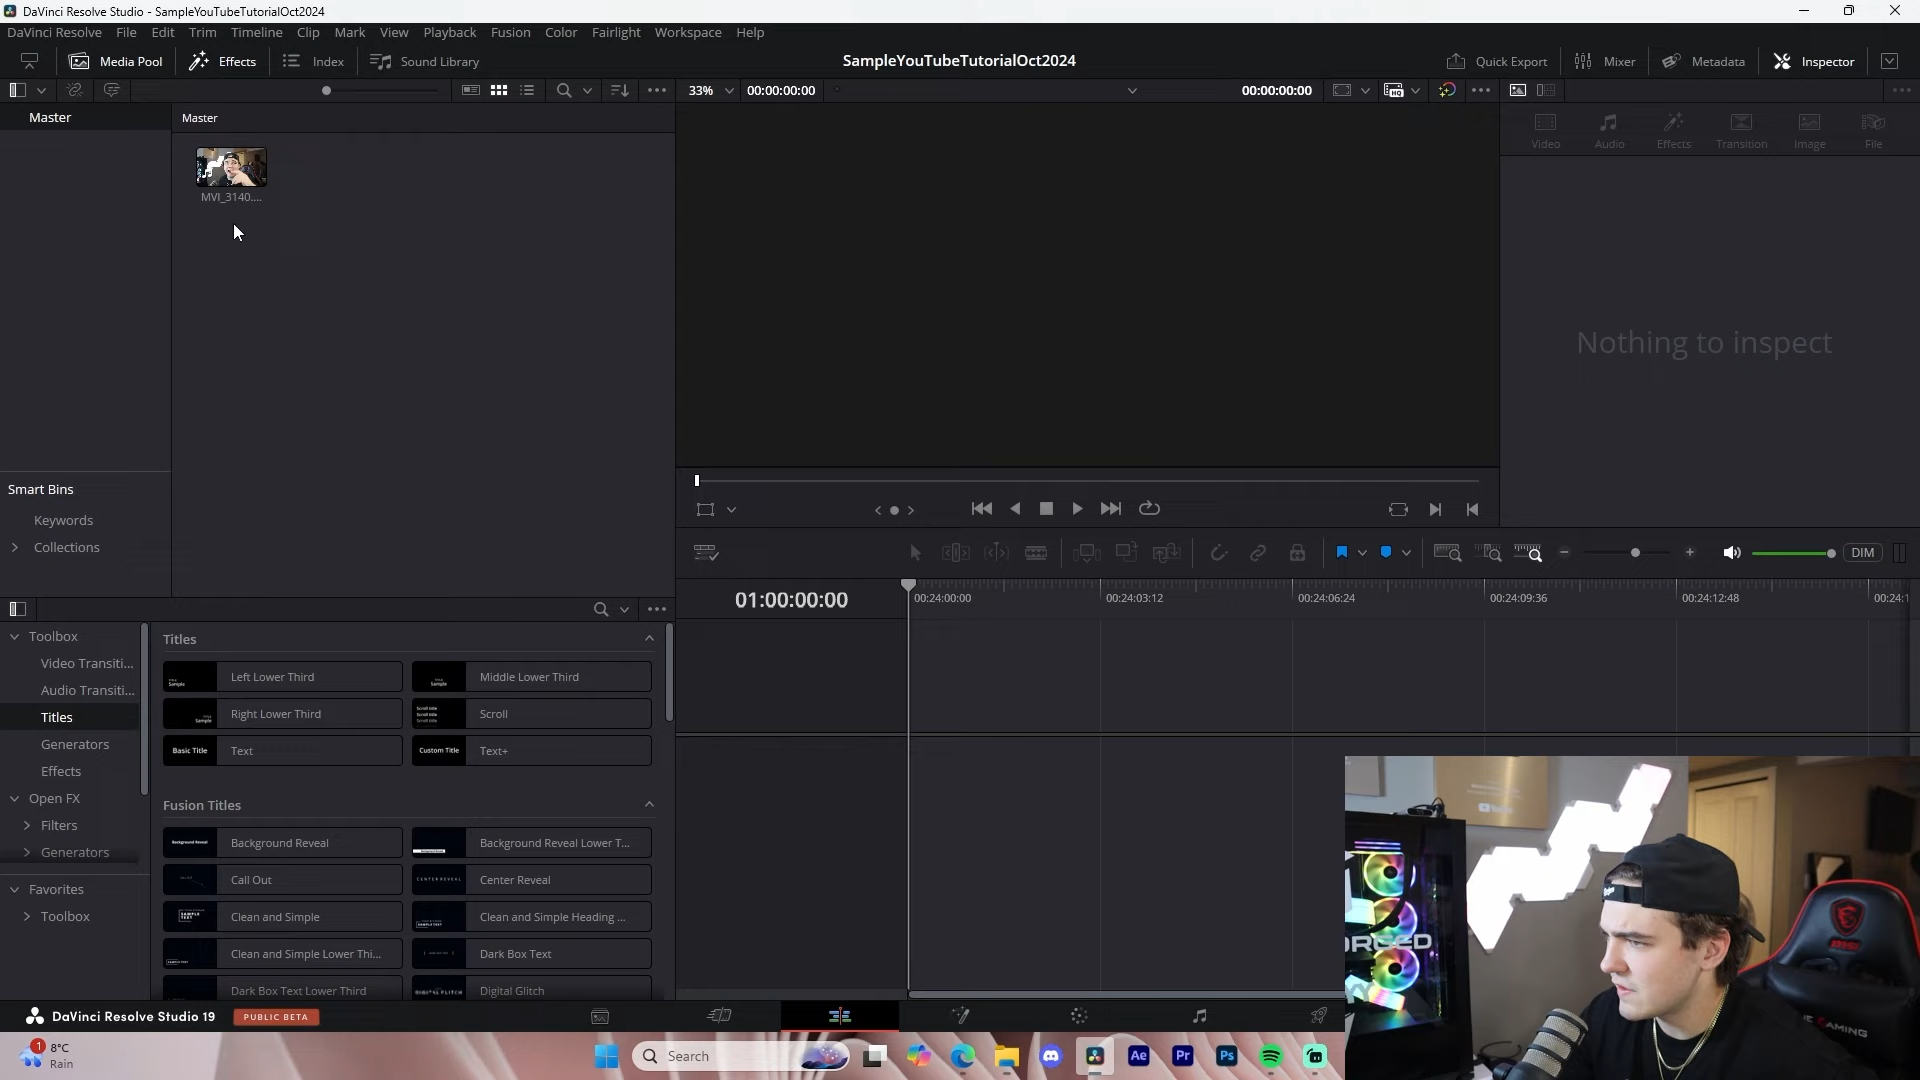 DaVinci Resolve Studio - SampleYouTubeTutorialOct2024
DaVinci Resolve File Edit Trim Timeline Clip Mark View Playback Fusion Color Fairlight Workspace Help
Media Pool Effects Index Sound Library SampleYouTubeTutorialOct2024 Quick Export Mixer Metadata Inspector
33% 00:00:00:00 00:00:00:00
Master Master
Video Audio Effects Transition Image File
MVI_3140....
Nothing to inspect
Smart Bins
Keywords
Collections
DIM
01:00:00:00 00:24:00:00 00:24:03:12 00:24:06:24 00:24:09:36 00:24:12:48 00:24:1
Toolbox
Video Transiti...
Audio Transiti...
Titles
Generators
Effects
Open FX
Filters
Generators
Favorites
Toolbox
Titles
Left Lower Third Middle Lower Third
Right Lower Third Scroll
Basic Title Text Custom Title Text+
Fusion Titles
Background Reveal Background Reveal Lower T...
Call Out Center Reveal
Clean and Simple Clean and Simple Heading ...
Clean and Simple Lower Thi... Dark Box Text
Dark Box Text Lower Third Digital Glitch
DaVinci Resolve Studio 19 PUBLIC BETA
1 8°C
Rain
Search
Ae Pr Ps